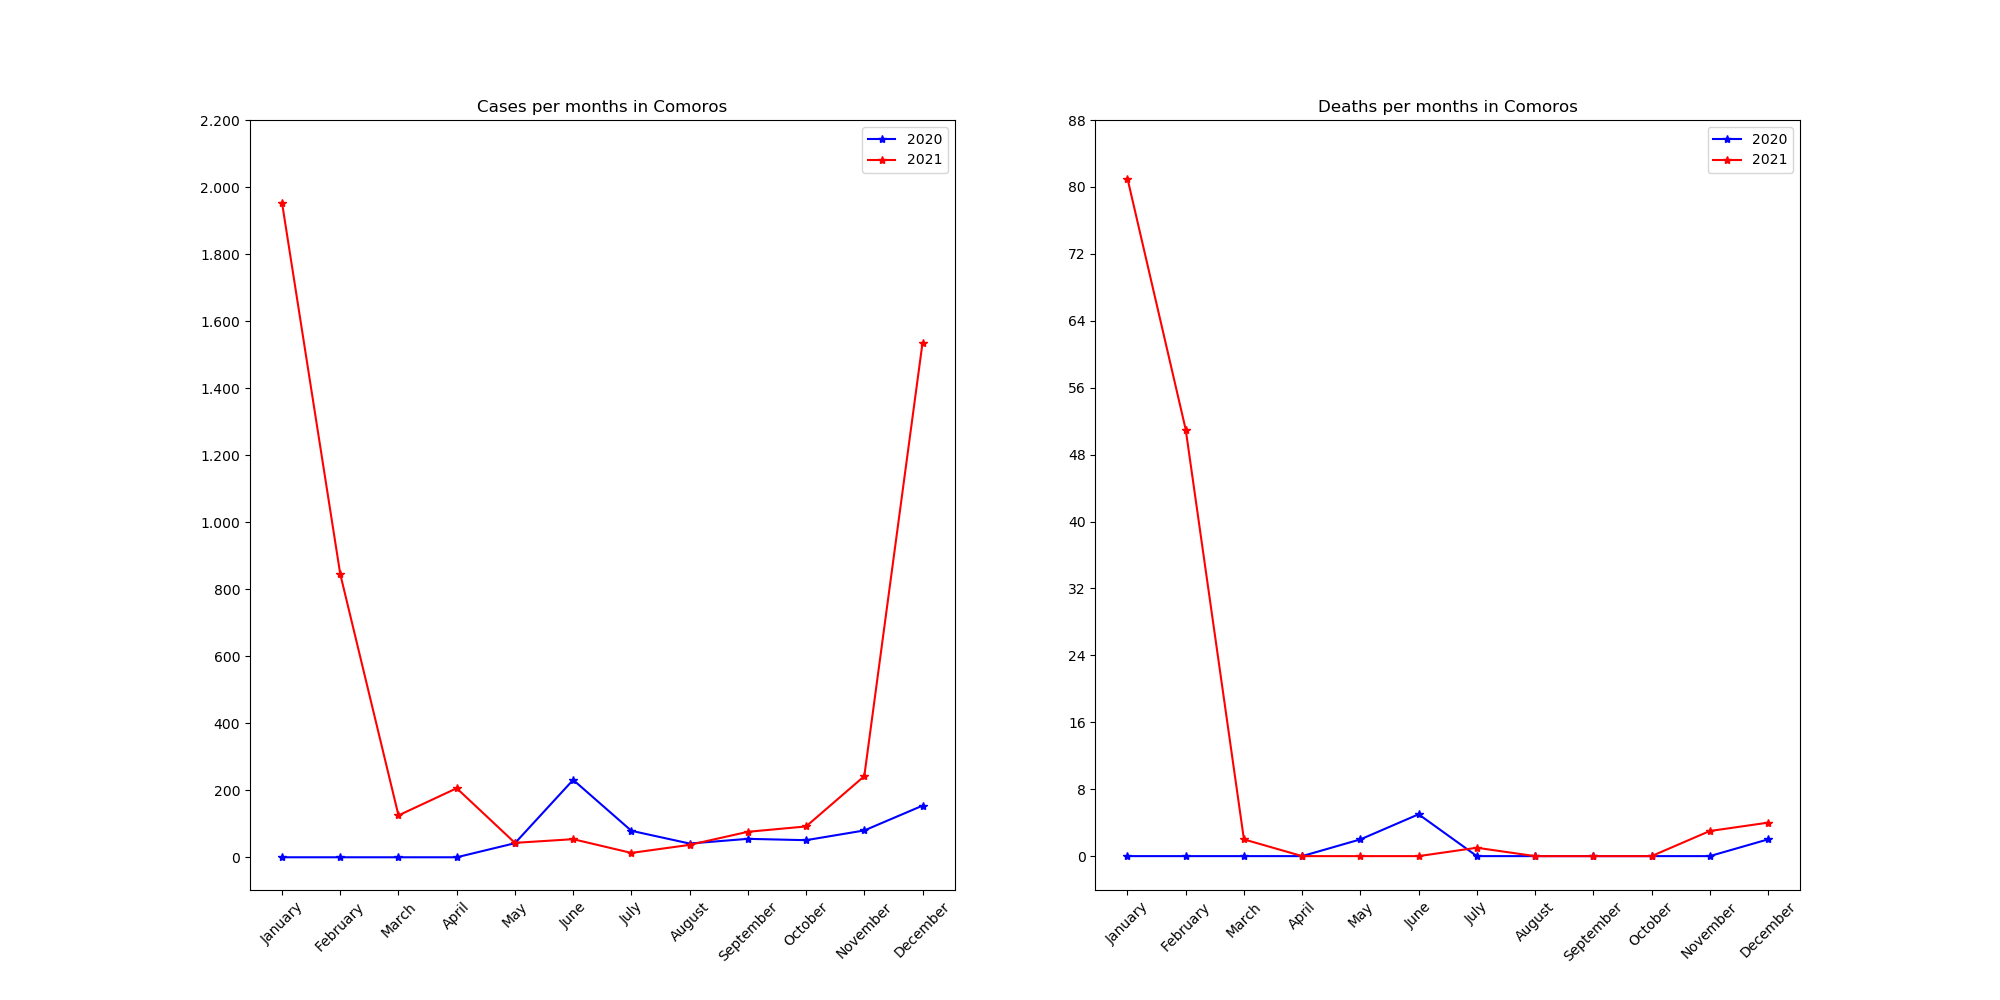 Cases per months in Comoros
2.200
2.000
1.800
1.600
1.400
1.200
1.000
800
600
400
200
0
January
February
March
April
May
June
July
August
September
October
November
December
2020
2021
Deaths per months in Comoros
88
80
72
64
56
48
40
32
24
16
8
0
January
February
March
April
May
June
July
August
September
October
November
December
2020
2021